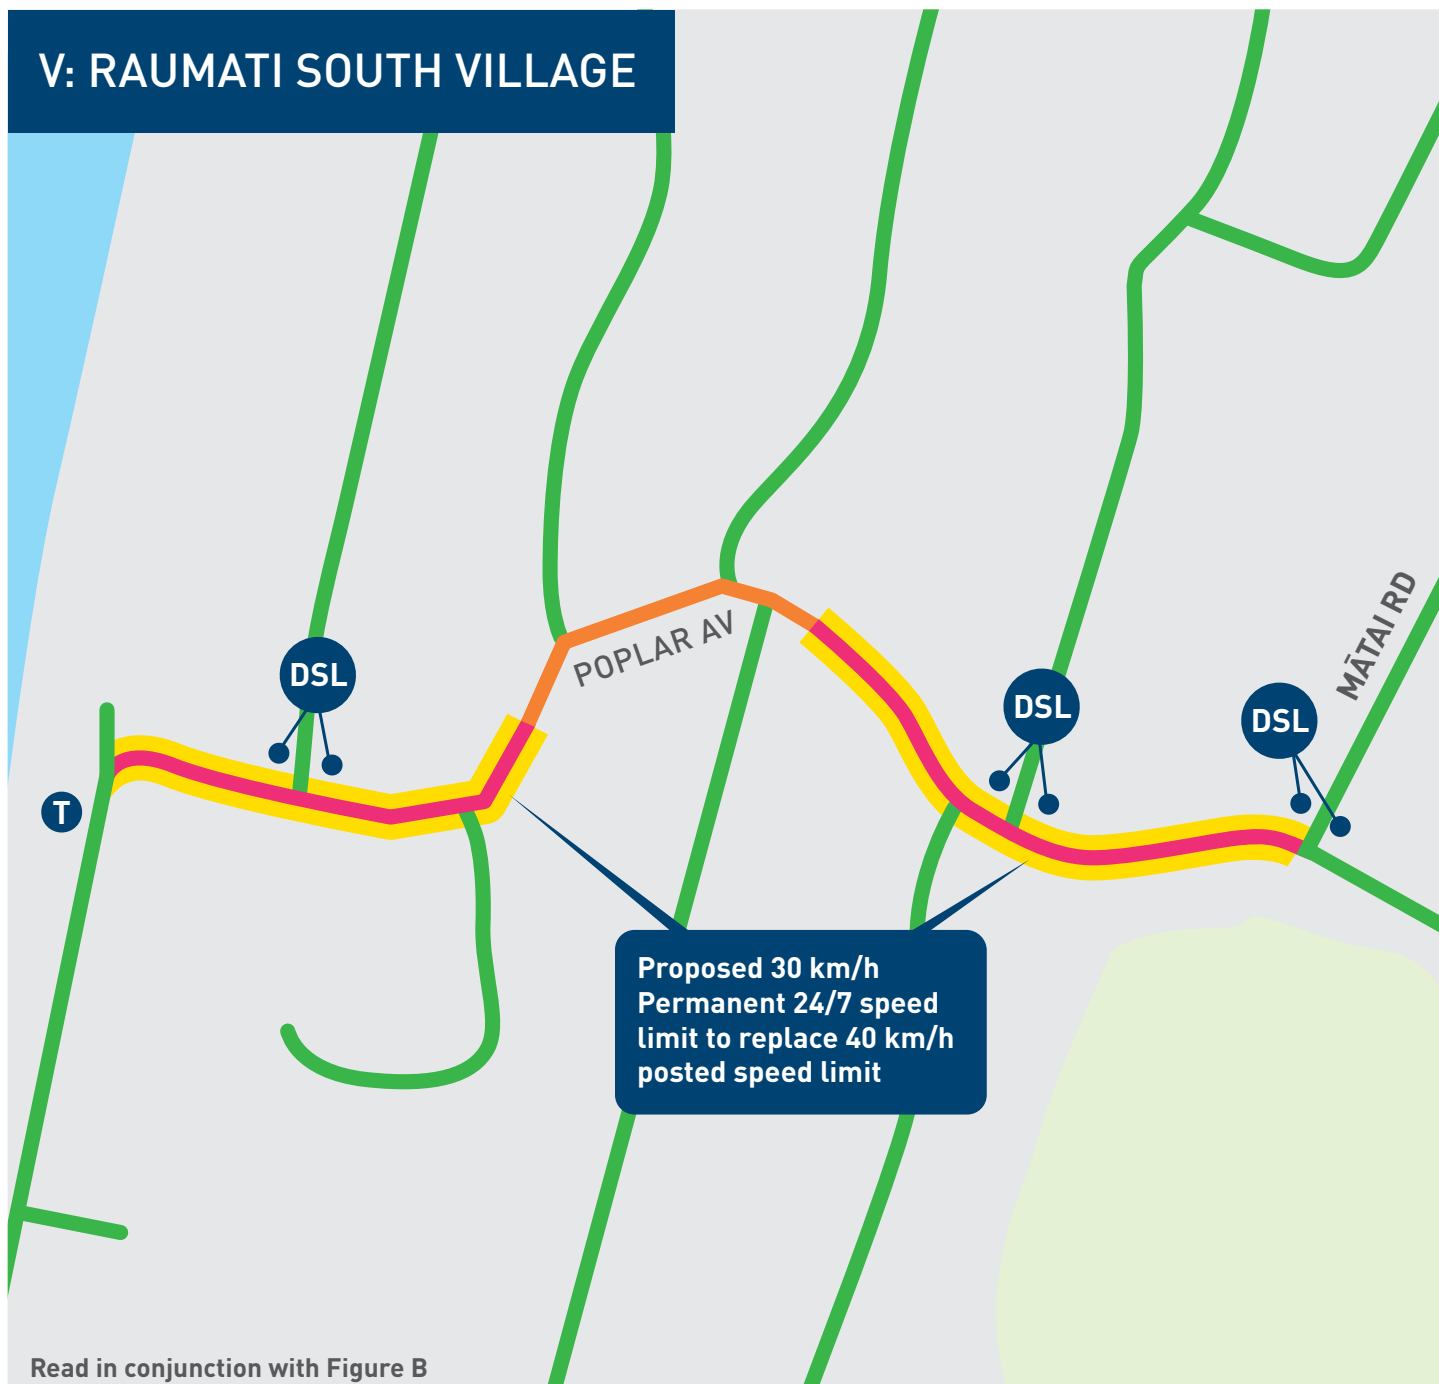 V: RAUMATI SOUTH VILLAGE
POPLAR AV
MĀTAI RD
DSL
DSL
DSL
T
Proposed 30 km/h
Permanent 24/7 speed
limit to replace 40 km/h
posted speed limit
Read in conjunction with Figure B